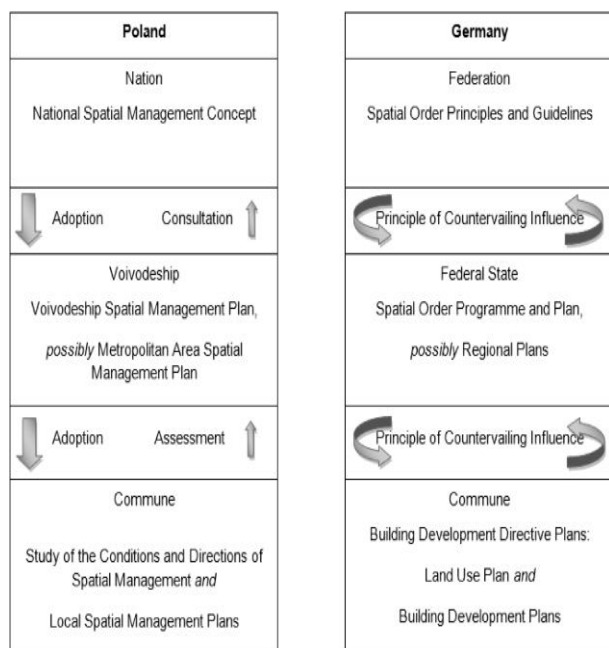 Poland
Nation
National Spatial Management Concept
Adoption Consultation
Voivodeship
Voivodeship Spatial Management Plan,
possibly Metropolitan Area Spatial
Management Plan
Adoption Assessment
Commune
Study of the Conditions and Directions of
Spatial Management and
Local Spatial Management Plans
Germany
Federation
Spatial Order Principles and Guidelines
Principle of Countervailing Influence
Federal State
Spatial Order Programme and Plan,
possibly Regional Plans
Principle of Countervailing Influence
Commune
Building Development Directive Plans:
Land Use Plan and
Building Development Plans